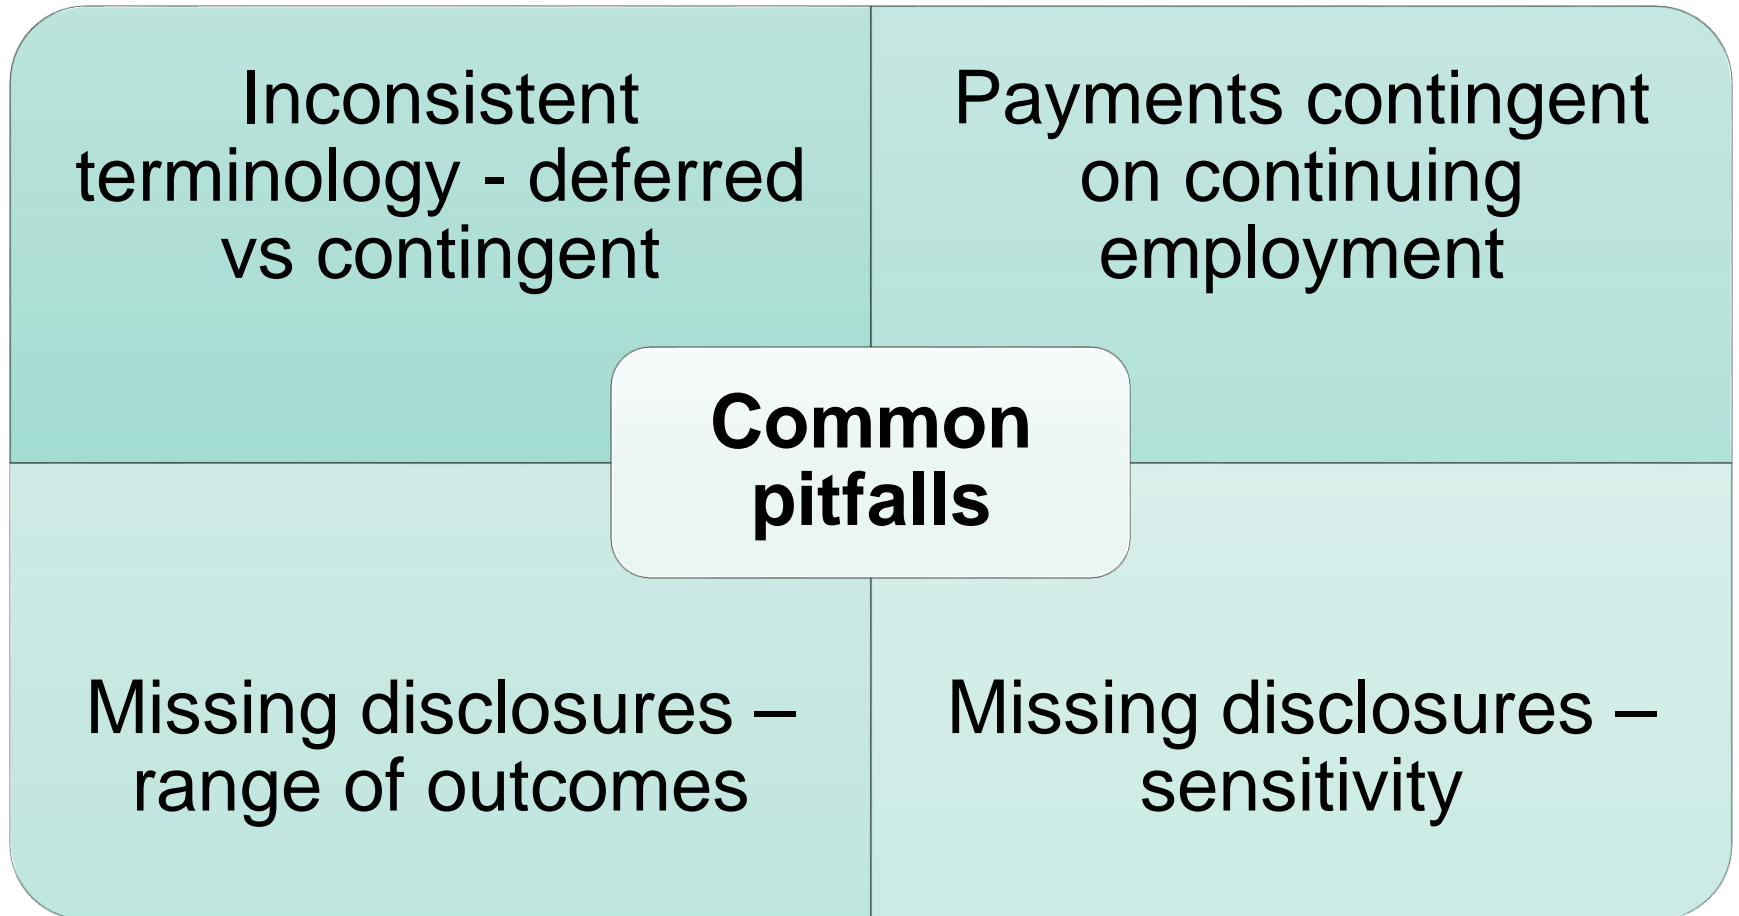 Inconsistent
terminology - deferred
vs contingent
Payments contingent
on continuing
employment
Common
pitfalls
Missing disclosures –
range of outcomes
Missing disclosures –
sensitivity